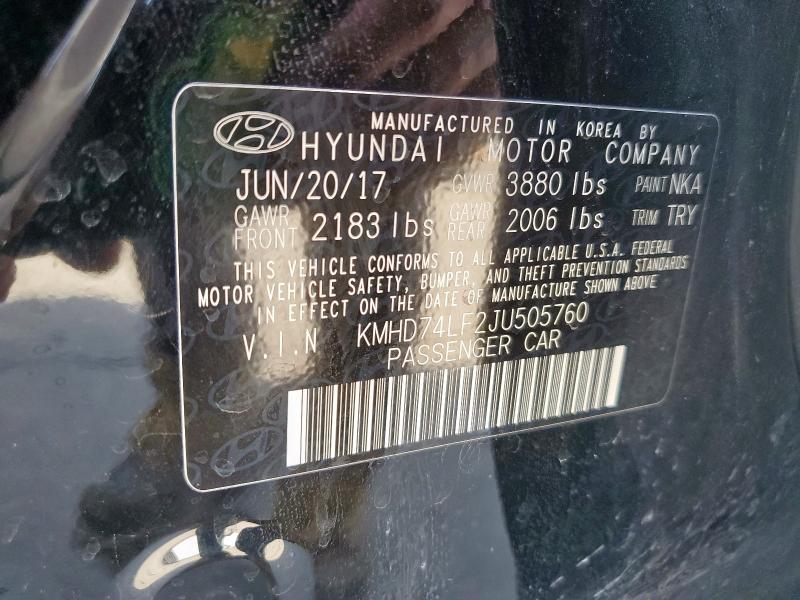 MANUFACTURED IN KOREA BY
HYUNDAI MOTOR COMPANY
JUN/20/17 GVWR 3880 lbs PAINT NKA
GAWR FRONT 2183 lbs GAWR REAR 2006 lbs TRIM TRY
THIS VEHICLE CONFORMS TO ALL APPLICABLE U.S.A. FEDERAL
MOTOR VEHICLE SAFETY, BUMPER, AND THEFT PREVENTION STANDARDS
IN EFFECT ON THE DATE OF MANUFACTURE SHOWN ABOVE
V.I.N KMHD74LF2JU505760
PASSENGER CAR